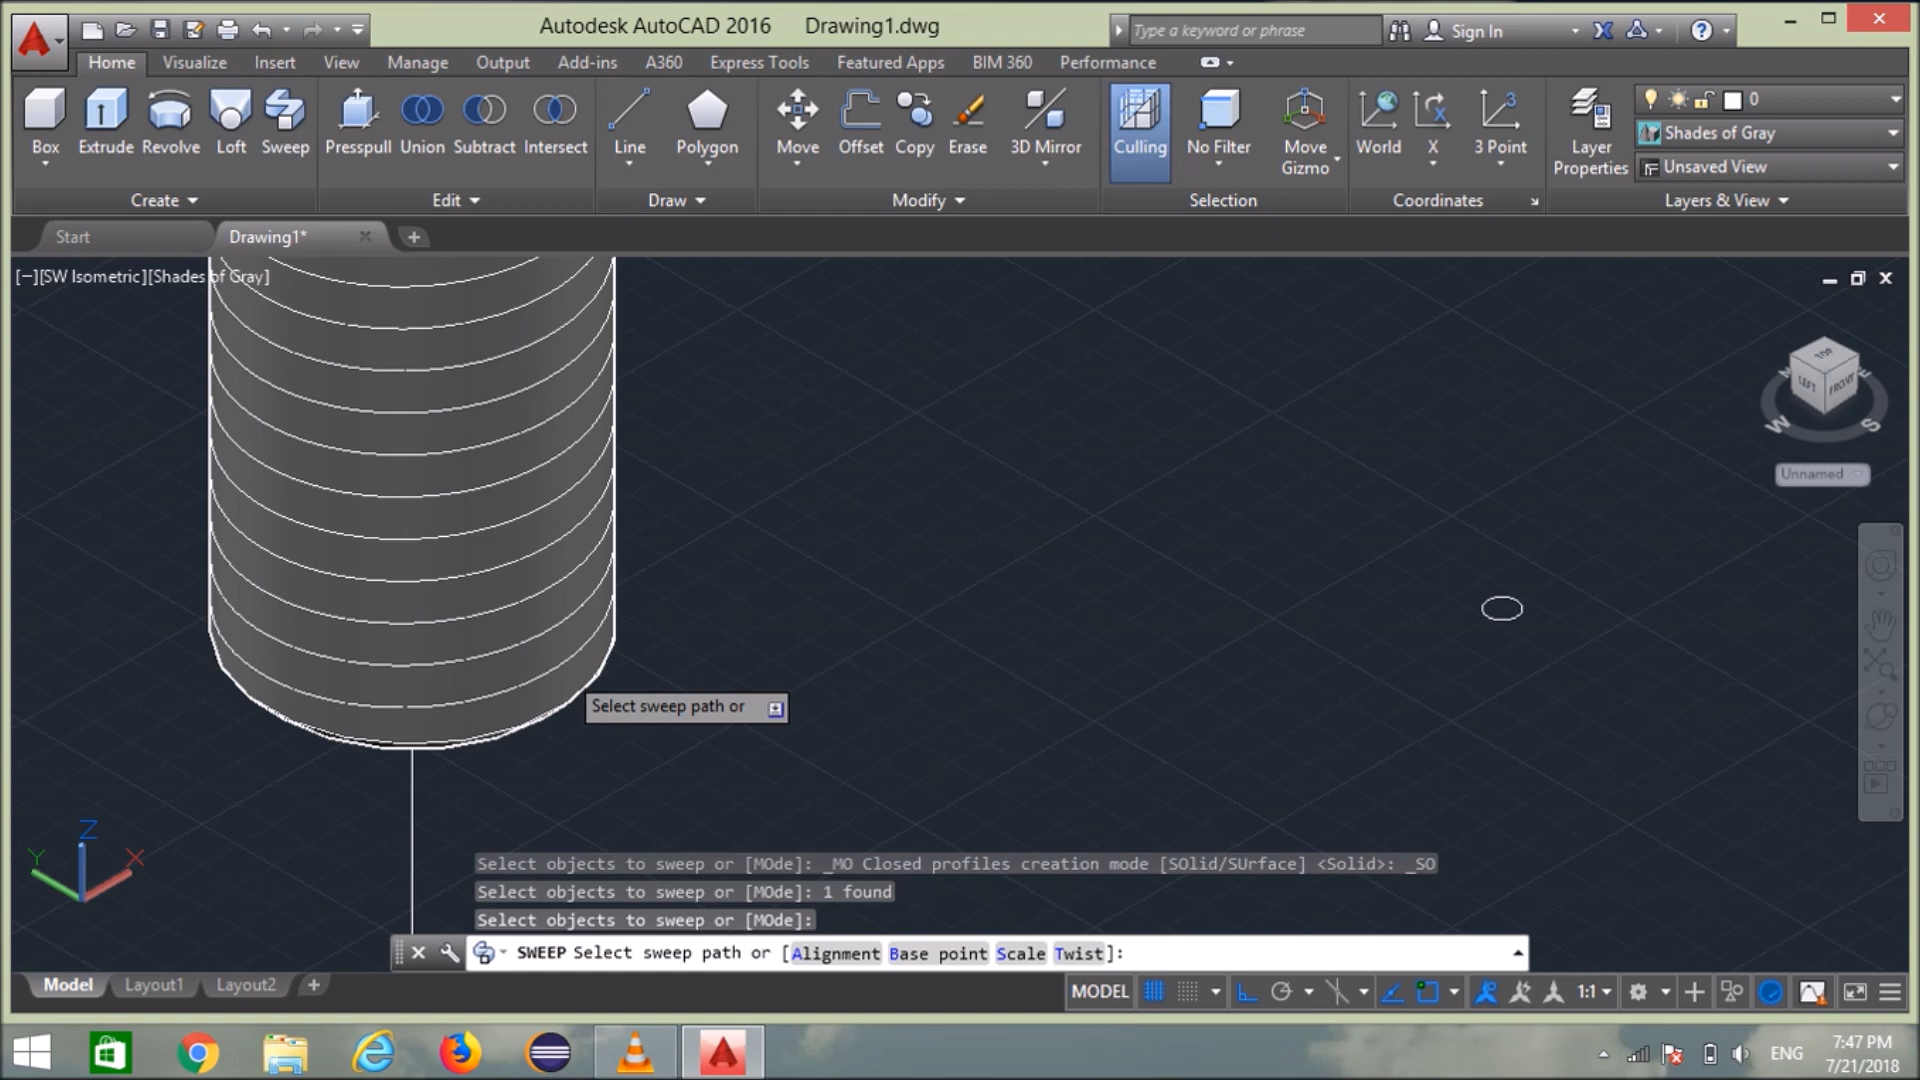 Autodesk AutoCAD 2016 Drawing1.dwg
Type a keyword or phrase
Sign In
Home Visualize Insert View Manage Output Add-ins A360 Express Tools Featured Apps BIM 360 Performance
Box Extrude Revolve Loft Sweep Presspull Union Subtract Intersect Line Polygon Move Offset Copy Erase 3D Mirror Culling No Filter Move Gizmo World X 3 Point Layer Properties
0
Shades of Gray
Unsaved View
Create Edit Draw Modify Selection Coordinates Layers & View
Start Drawing1*
[−][SW Isometric][Shades of Gray]
TOP
LEFT FRONT
N E
W S
Unnamed
Select sweep path or
Z
Y X
Select objects to sweep or [MOde]: _MO Closed profiles creation mode [SOlid/SUrface] <Solid>: _SO
Select objects to sweep or [MOde]: 1 found
Select objects to sweep or [MOde]:
SWEEP Select sweep path or [Alignment Base point Scale Twist]:
Model Layout1 Layout2 +
MODEL 1:1
ENG
7:47 PM
7/21/2018